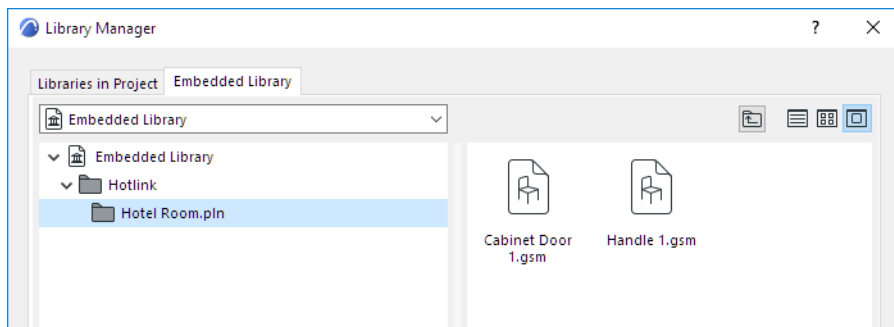 Library Manager
?
Libraries in Project
Embedded Library
Embedded Library
Embedded Library
Hotlink
Hotel Room.pln
Cabinet Door
1.gsm
Handle 1.gsm